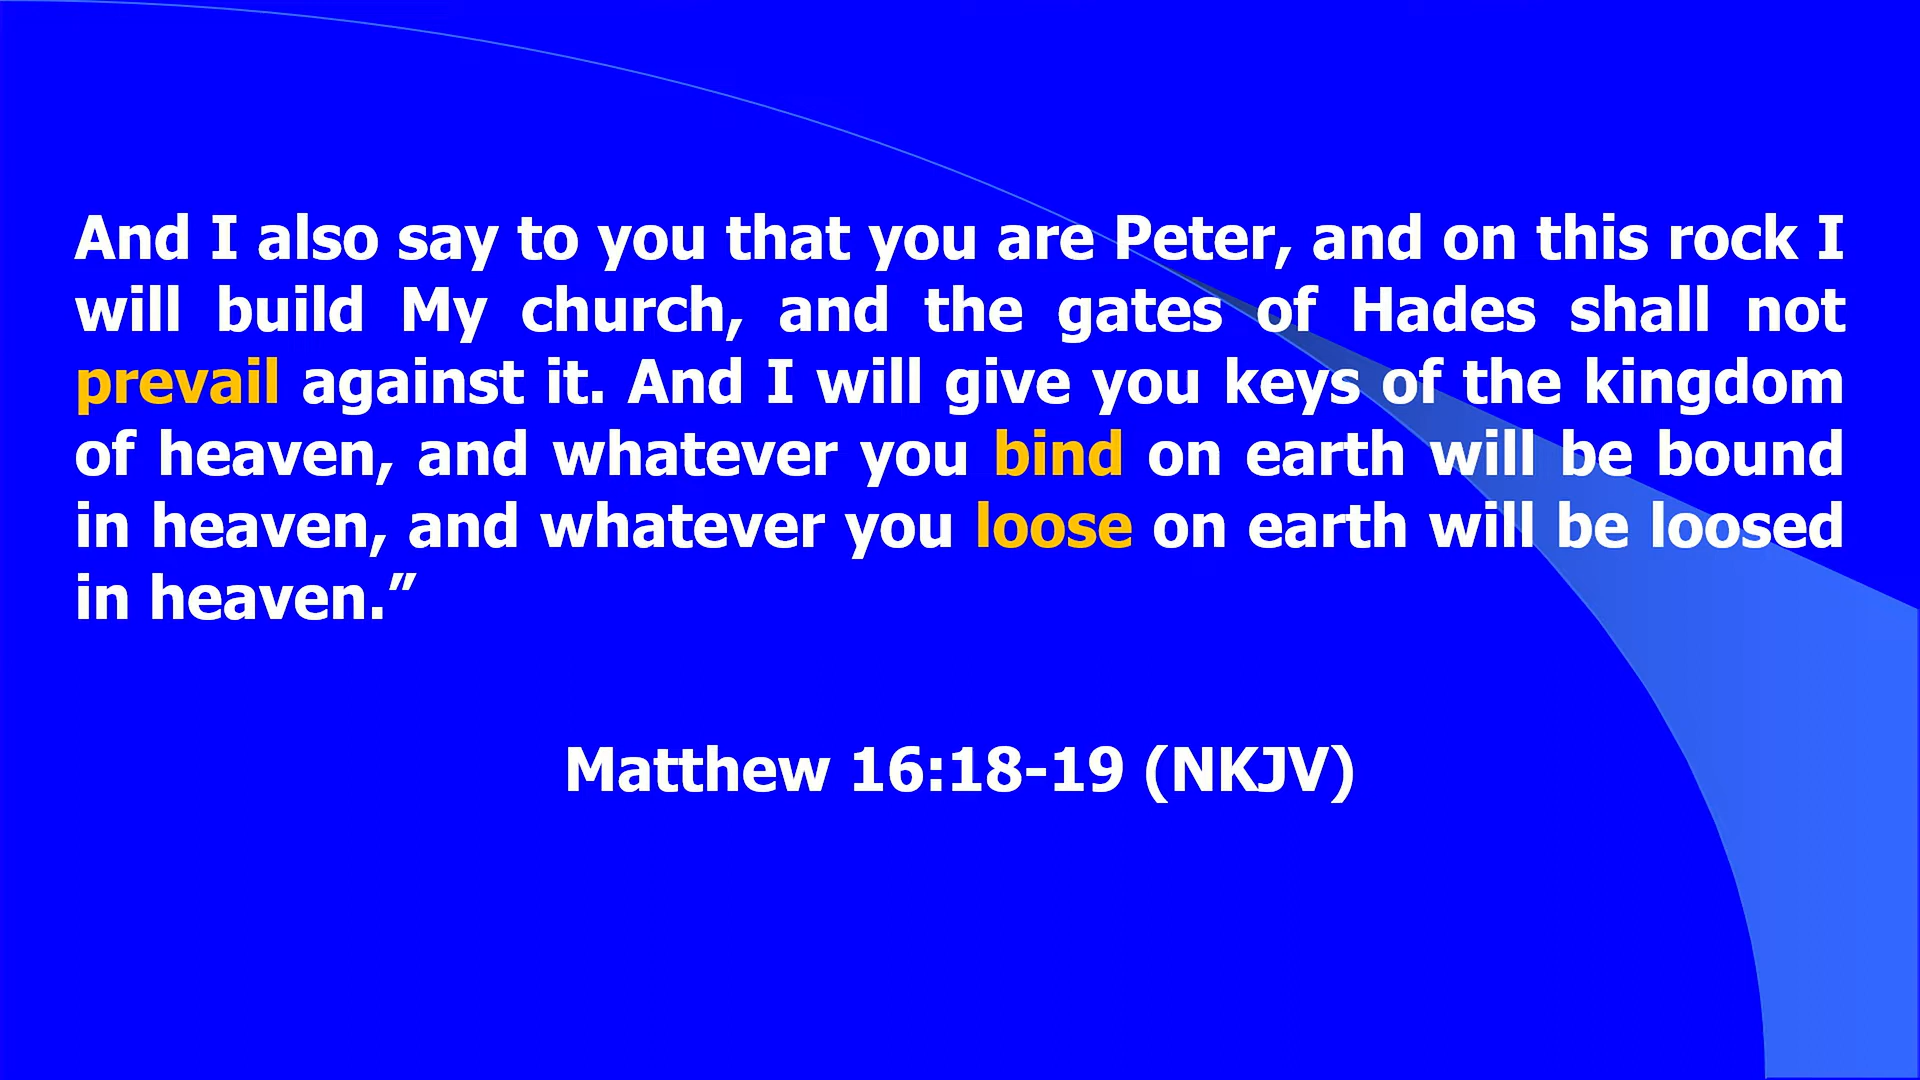 And I also say to you that you are Peter, and on this rock I
will build My church, and the gates of Hades shall not
prevail against it. And I will give you keys of the kingdom
of heaven, and whatever you bind on earth will be bound
in heaven, and whatever you loose on earth will be loosed
in heaven.”
Matthew 16:18-19 (NKJV)